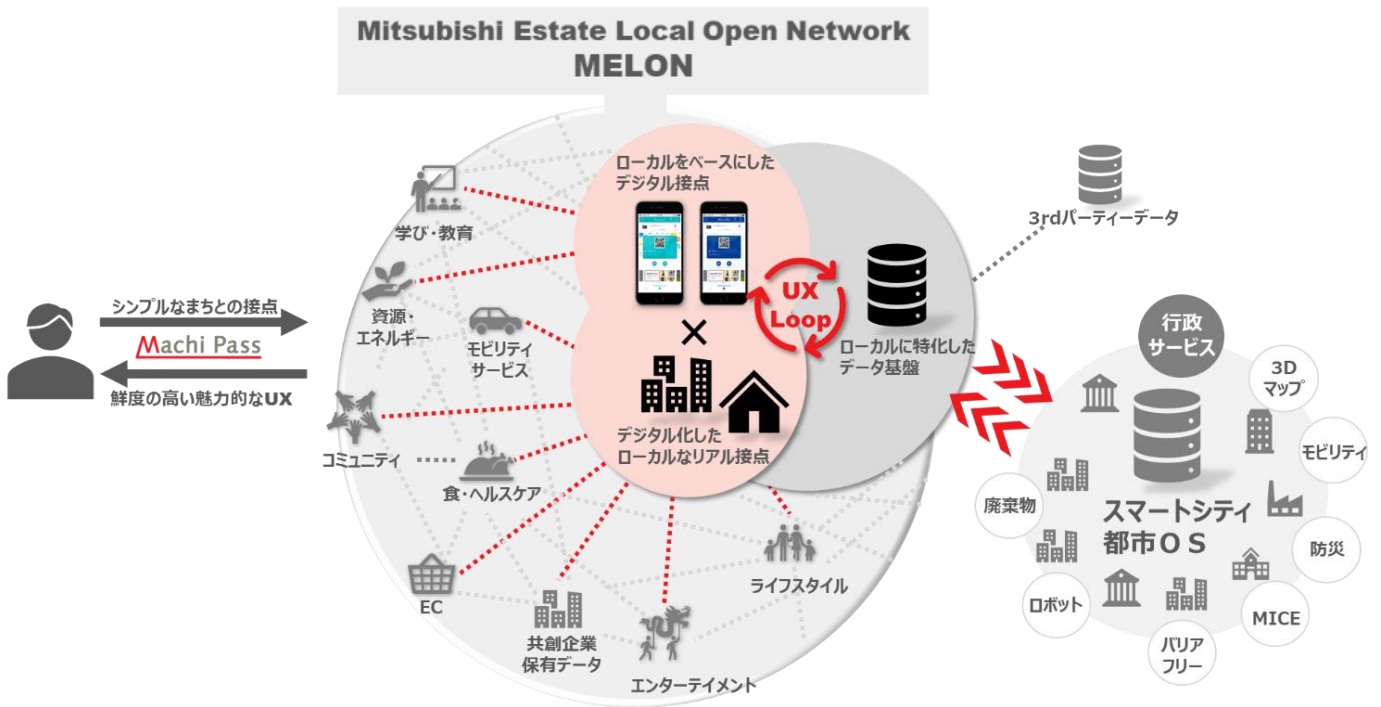 Mitsubishi Estate Local Open Network
MELON
ローカルをベースにした
デジタル接点
学び・教育
資源・
エネルギー
モビリティ
サービス
シンプルなまちとの接点
Machi Pass
鮮度の高い魅力的なUX
コミュニティ
食・ヘルスケア
EC
共創企業
保有データ
エンターテイメント
ライフスタイル
×
デジタル化した
ローカルなリアル接点
UX
Loop
ローカルに特化した
データ基盤
3rdパーティーデータ
行政
サービス
3D
マップ
モビリティ
防災
MICE
バリア
フリー
ロボット
廃棄物
スマートシティ
都市OS